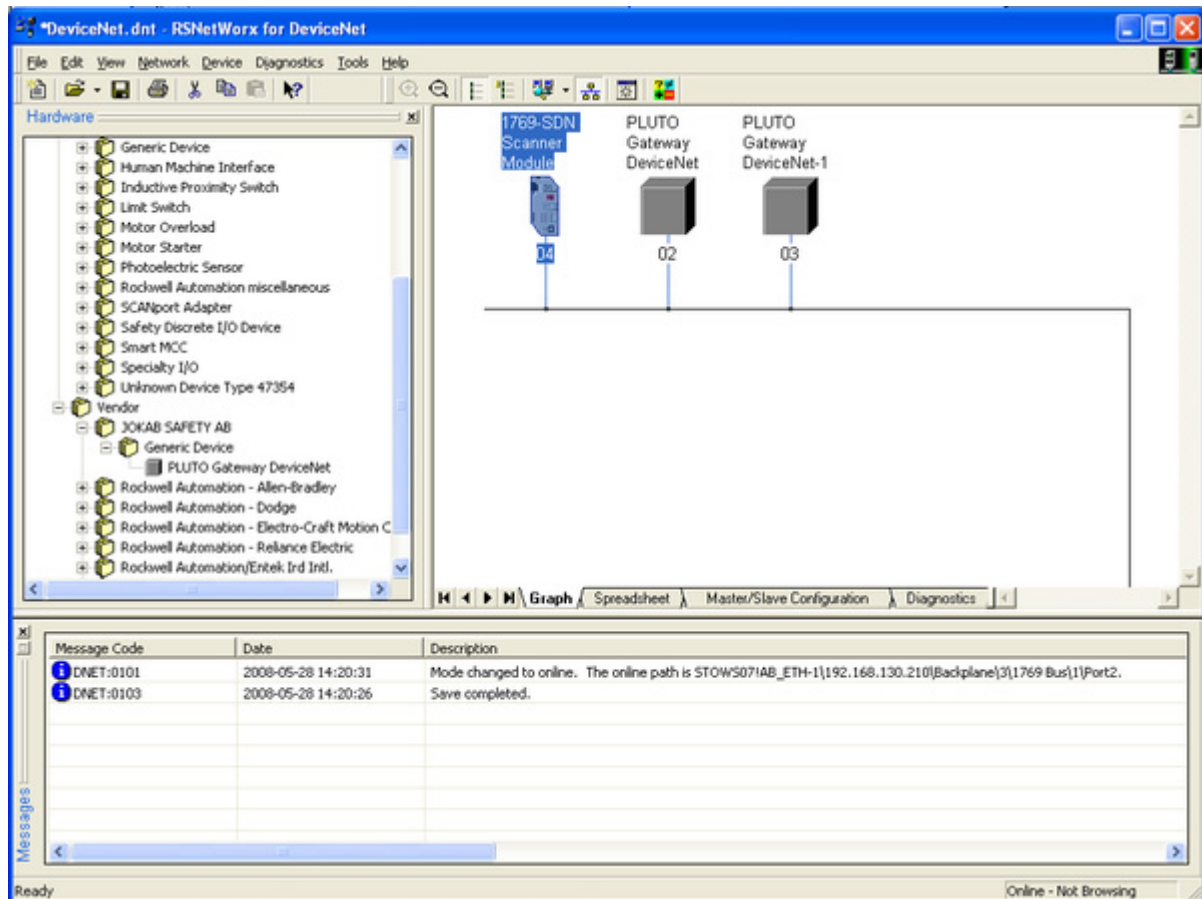 *DeviceNet.dnt - RSNetWorx for DeviceNet
File Edit View Network Device Diagnostics Tools Help
Hardware
Generic Device
Human Machine Interface
Inductive Proximity Switch
Limit Switch
Motor Overload
Motor Starter
Photoelectric Sensor
Rockwell Automation miscellaneous
SCANport Adapter
Safety Discrete I/O Device
Smart MCC
Specialty I/O
Unknown Device Type 47354
Vendor
JOKAB SAFETY AB
Generic Device
PLUTO Gateway DeviceNet
Rockwell Automation - Allen-Bradley
Rockwell Automation - Dodge
Rockwell Automation - Electro-Craft Motion C
Rockwell Automation - Reliance Electric
Rockwell Automation/Entek Ird Intl.
1769-SDN
Scanner
Module
04
PLUTO
Gateway
DeviceNet
02
PLUTO
Gateway
DeviceNet-1
03
Graph Spreadsheet Master/Slave Configuration Diagnostics
Messages
Message Code Date Description
DNET:0101 2008-05-28 14:20:31 Mode changed to online. The online path is STOWS07!AB_ETH-1\192.168.130.210\Backplane\3\1769 Bus\1\Port2.
DNET:0103 2008-05-28 14:20:26 Save completed.
Ready Online - Not Browsing